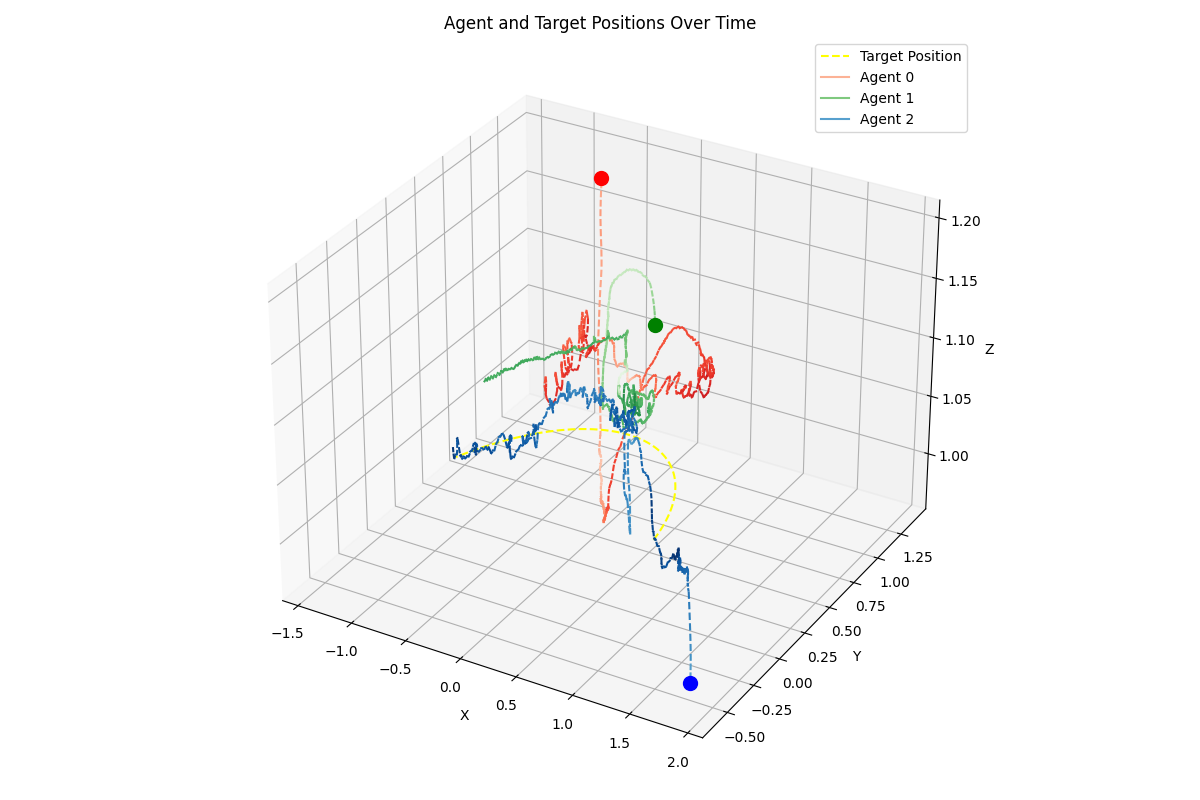 Agent and Target Positions Over Time
Target Position
Agent 0
Agent 1
Agent 2
1.20
1.15
1.10
Z
1.05
1.00
1.25
1.00
0.75
0.50
0.25
Y
0.00
−0.25
−0.50
−1.5
−1.0
−0.5
0.0
0.5
1.0
1.5
2.0
X